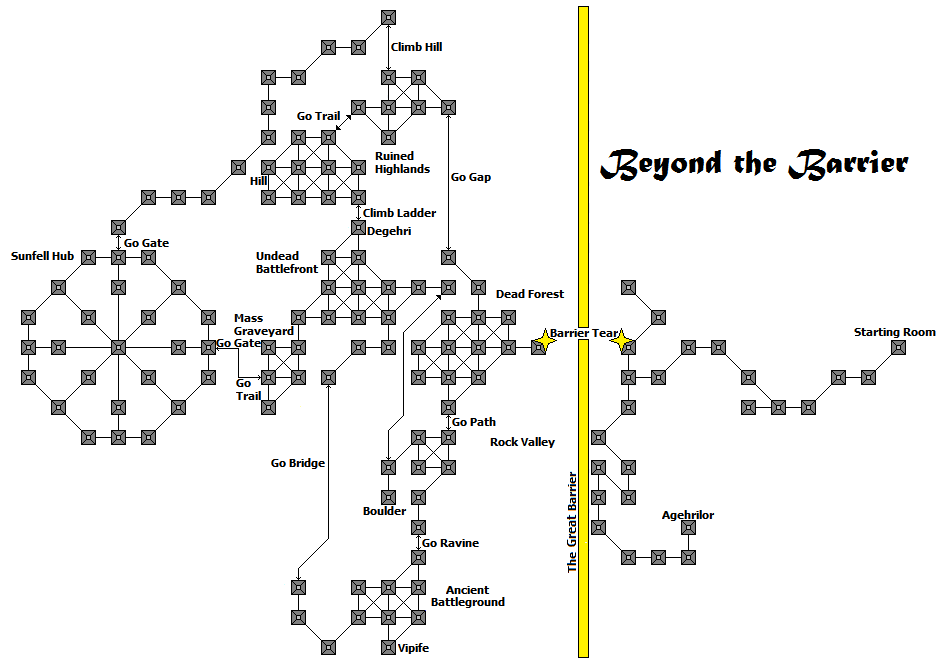 Climb Hill
Beyond the Barrier
Go Trail
Ruined
Highlands
Go Gap
Hill
Climb Ladder
Degehri
Go Gate
Sunfell Hub
Undead
Battlefront
Dead Forest
Mass
Graveyard
Barrier Tear
Starting Room
Go Gate
Go
Trail
Go Path
Rock Valley
Go Bridge
Boulder
The Great Barrier
Agehrilor
Go Ravine
Ancient
Battleground
Vipife